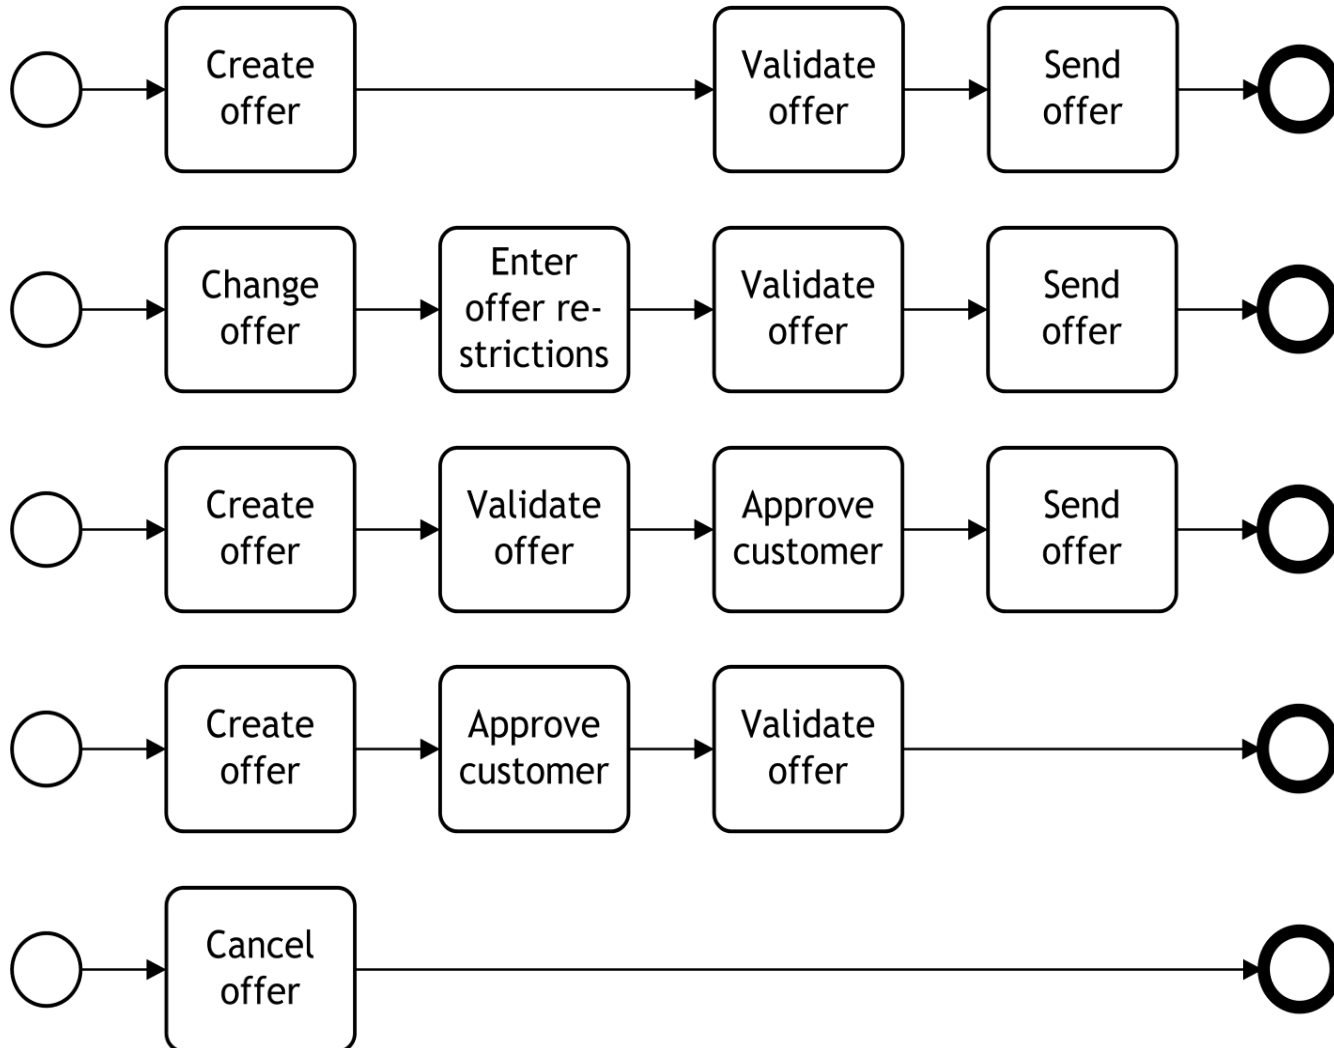 Create
offer
Validate
offer
Send
offer
Change
offer
Enter
offer re-
strictions
Validate
offer
Send
offer
Create
offer
Validate
offer
Approve
customer
Send
offer
Create
offer
Approve
customer
Validate
offer
Cancel
offer